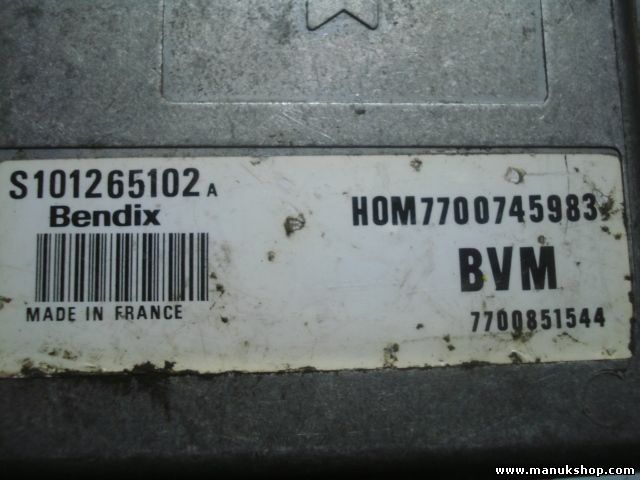 S101265102 A
Bendix
MADE IN FRANCE
HOM7700745983
BVM
7700851544
www.manukshop.com